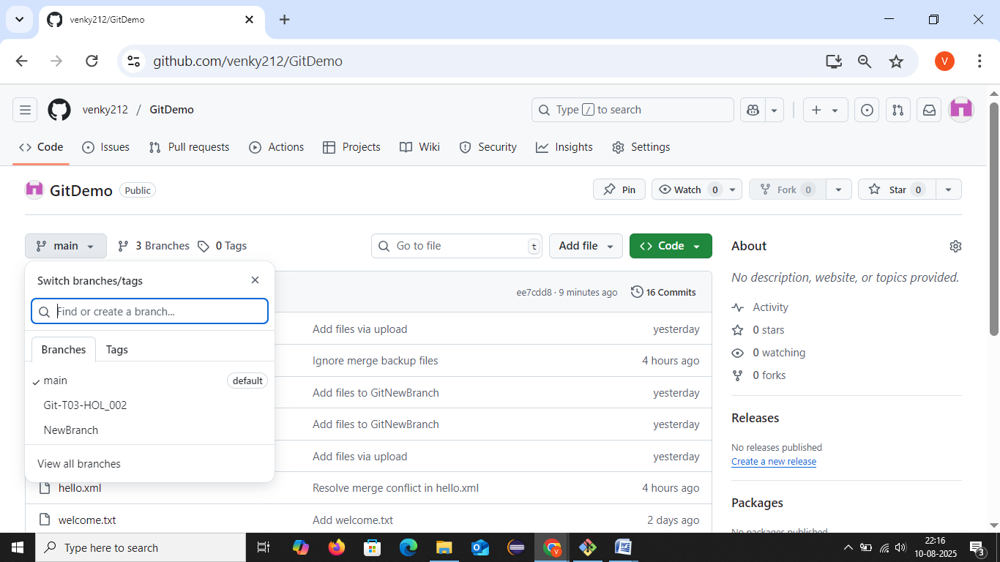 venky212/GitDemo
github.com/venky212/GitDemo
V
venky212 / GitDemo
Type / to search
Code Issues Pull requests Actions Projects Wiki Security Insights Settings
GitDemo Public
Pin Watch 0 Fork 0 Star 0
main 3 Branches 0 Tags Go to file t Add file Code
Switch branches/tags
Find or create a branch...
Branches Tags
main default
Git-T03-HOL_002
NewBranch
View all branches
ee7cdd8 · 9 minutes ago 16 Commits
Add files via upload yesterday
Ignore merge backup files 4 hours ago
Add files to GitNewBranch yesterday
Add files to GitNewBranch yesterday
Add files via upload yesterday
hello.xml Resolve merge conflict in hello.xml 4 hours ago
welcome.txt Add welcome.txt 2 days ago
About
No description, website, or topics provided.
Activity
0 stars
0 watching
0 forks
Releases
No releases published
Create a new release
Packages
No packages published
Type here to search
V
22:16
10-08-2025
3